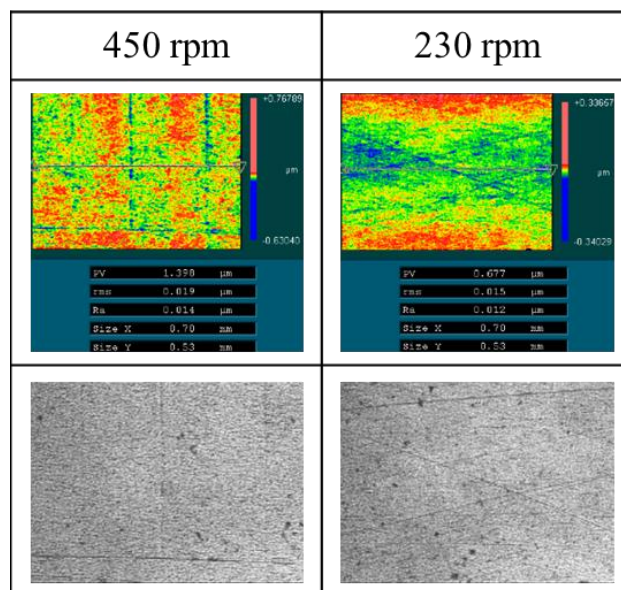 450 rpm
230 rpm
+0.76789
µm
-0.63040
PV 1.398 µm
rms 0.019 µm
Ra 0.014 µm
Size X 0.70 mm
Size Y 0.53 mm
+0.33667
µm
-0.34029
PV 0.677 µm
rms 0.015 µm
Ra 0.012 µm
Size X 0.70 mm
Size Y 0.53 mm